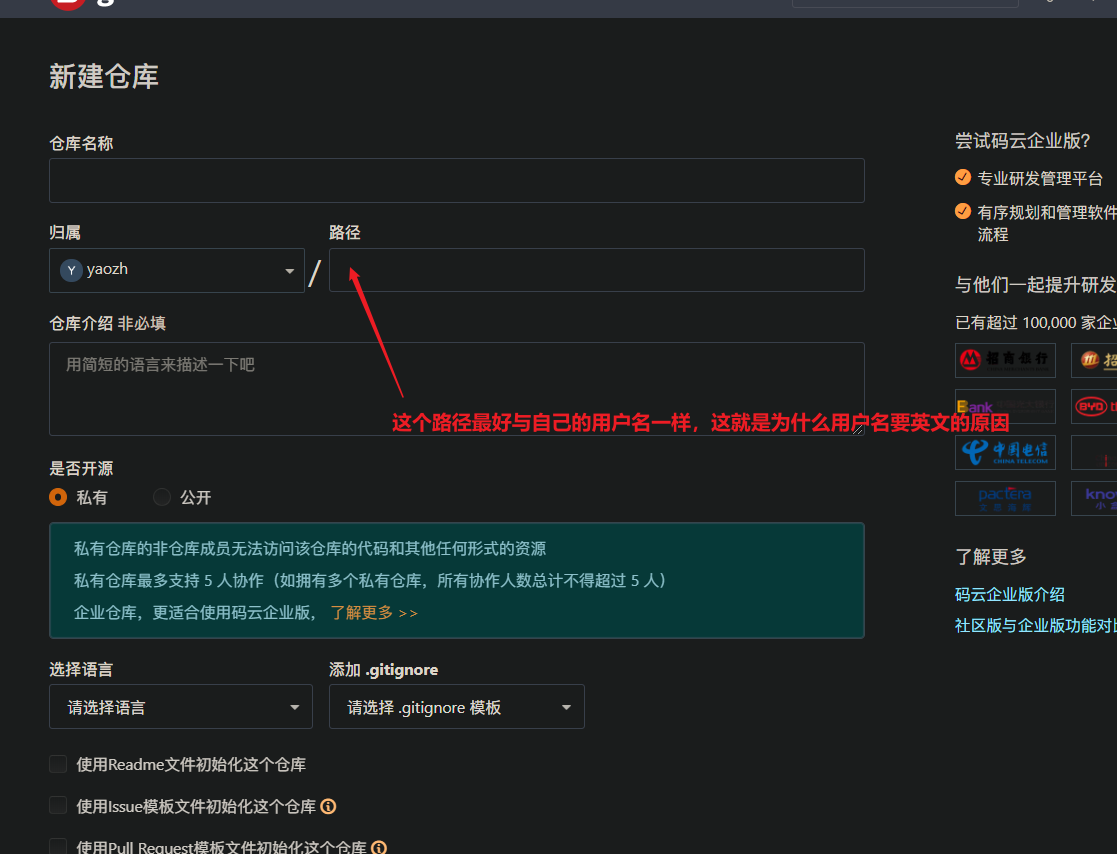 新建仓库
仓库名称
归属
路径
Y yaozh
/
仓库介绍 非必填
用简短的语言来描述一下吧
这个路径最好与自己的用户名一样，这就是为什么用户名要英文的原因
是否开源
私有
公开
私有仓库的非仓库成员无法访问该仓库的代码和其他任何形式的资源
私有仓库最多支持 5 人协作（如拥有多个私有仓库，所有协作人数总计不得超过 5 人）
企业仓库，更适合使用码云企业版， 了解更多 >>
选择语言
添加 .gitignore
请选择语言
请选择 .gitignore 模板
使用Readme文件初始化这个仓库
使用Issue模板文件初始化这个仓库
使用Pull Request模板文件初始化这个仓库
尝试码云企业版?
专业研发管理平台
有序规划和管理软件
流程
与他们一起提升研发
已有超过 100,000 家企
招商银行
招
Bank
BYD
中国电信
CHINA TELECOM
pactera
know
小
了解更多
码云企业版介绍
社区版与企业版功能对比